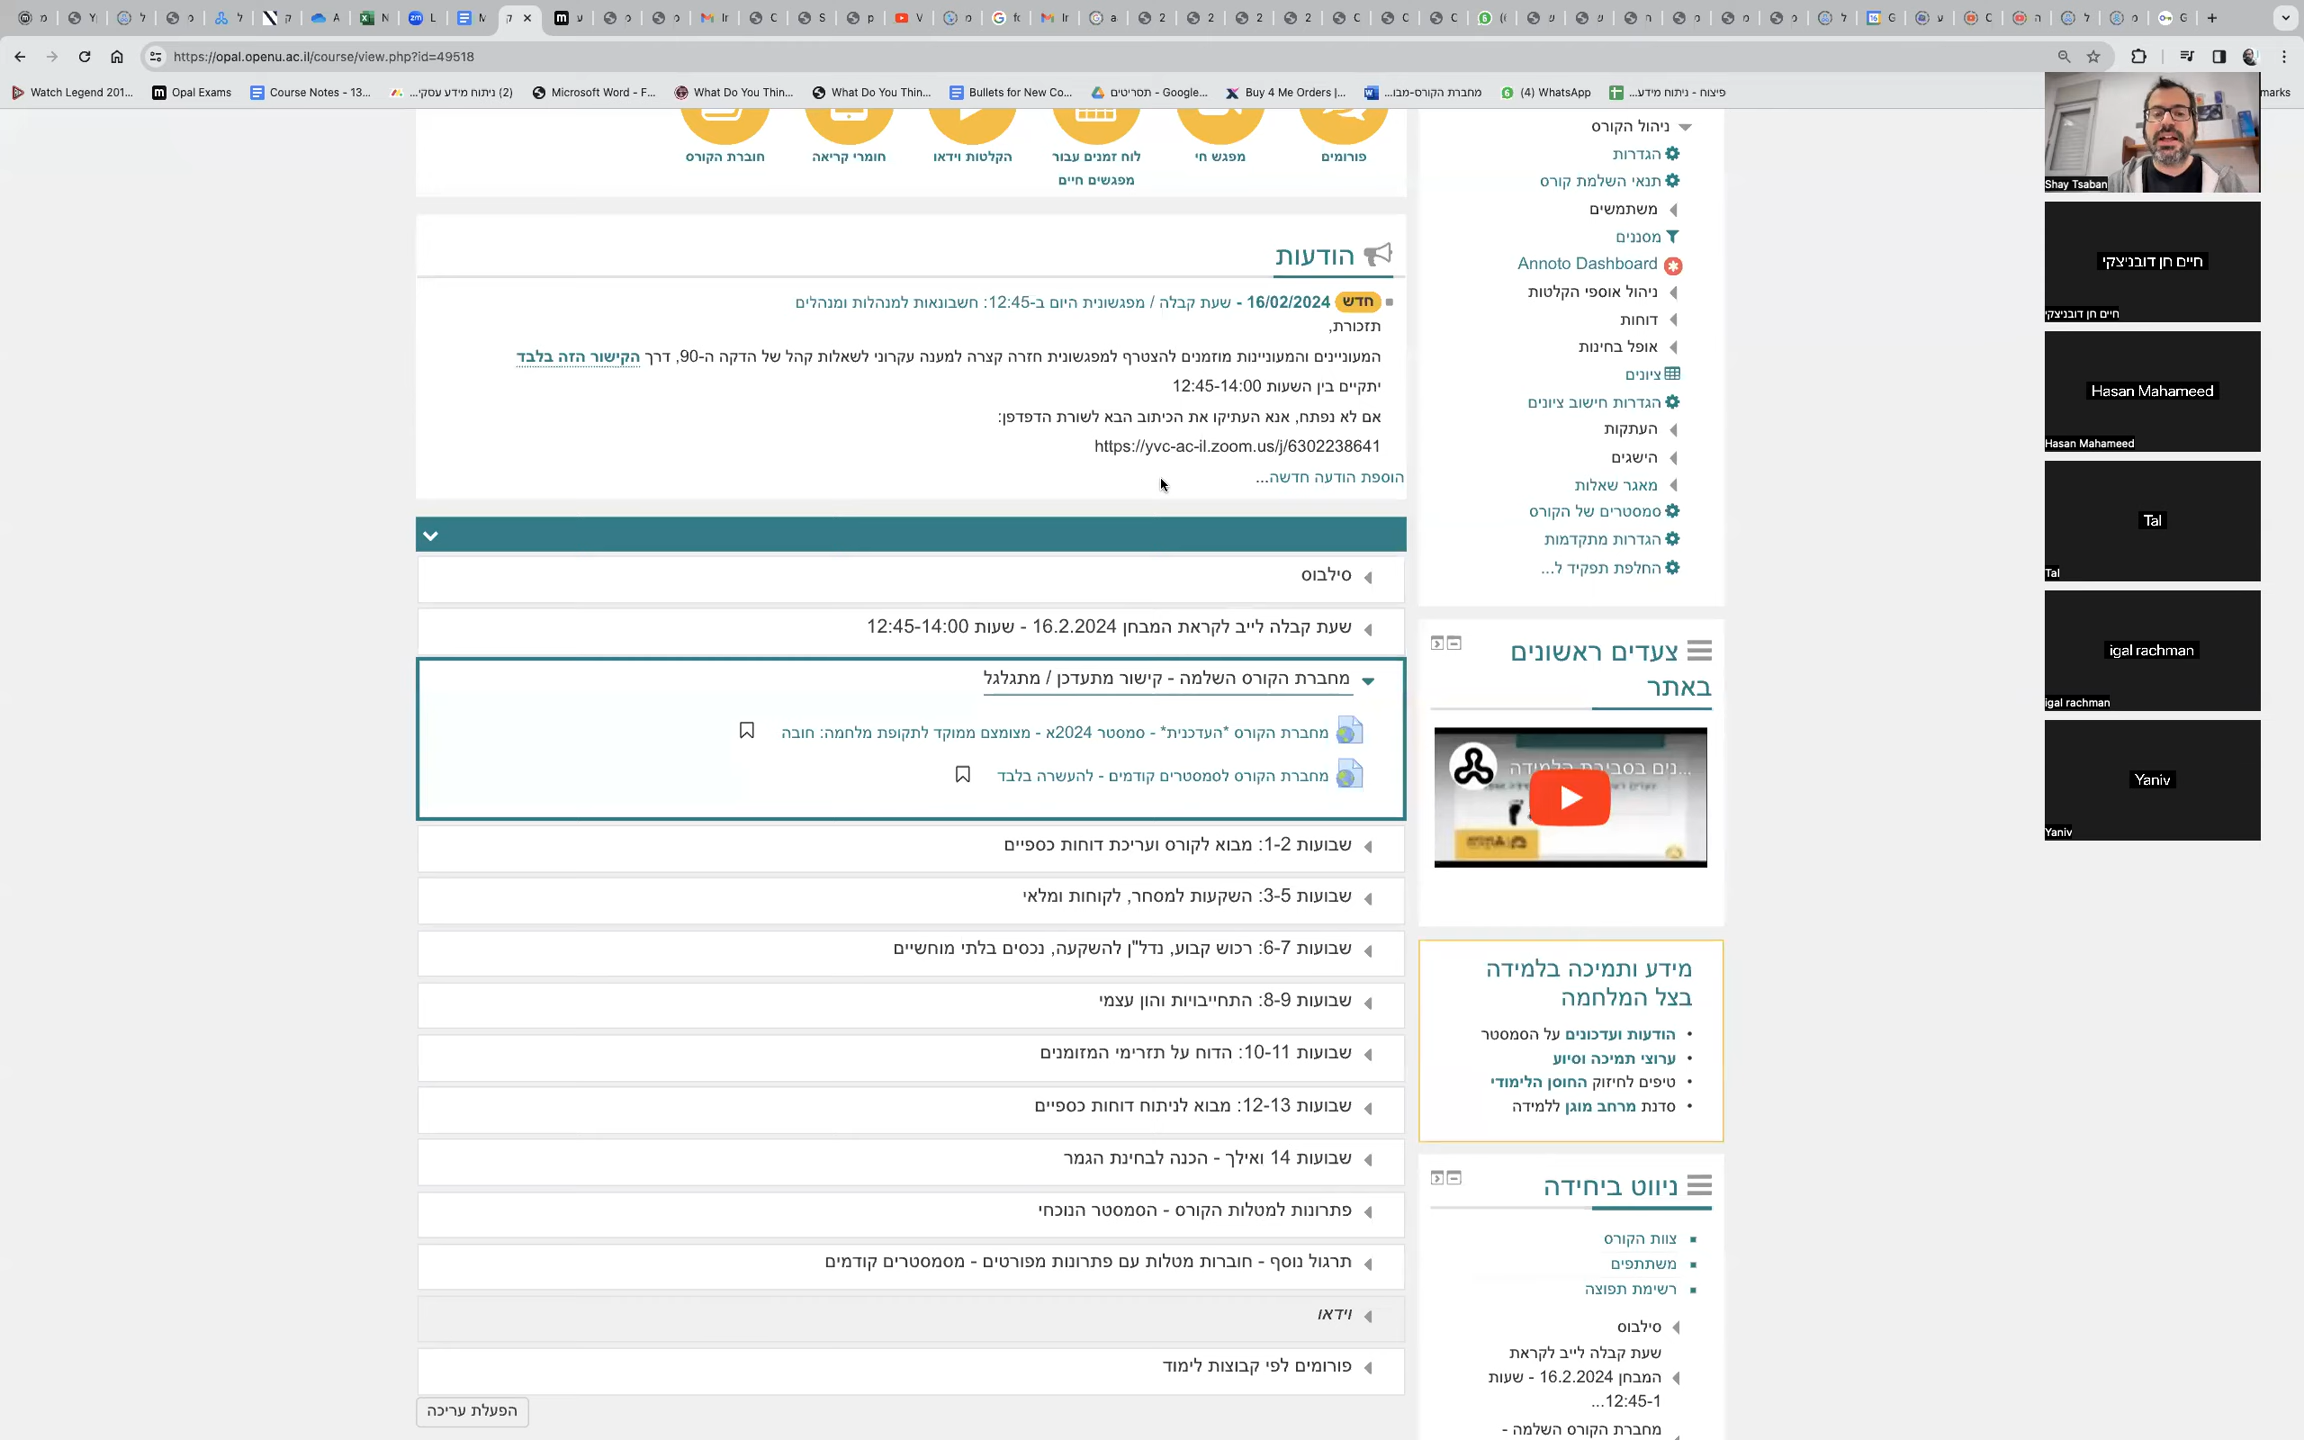 https://opal.openu.ac.il/course/view.php?id=49518
Watch Legend 201...
Opal Exams
Course Notes - 13...
(2) ניתוח מידע עסקי...
Microsoft Word - F...
What Do You Thin...
What Do You Thin...
Bullets for New Co...
תסריטים - Google...
Buy 4 Me Orders |...
מחברת הקורס-מבו...
(4) WhatsApp
פיצוח - ניתוח מידע...
marks
פורומים
מפגש חי
לוח זמנים עבור
מפגשים חיים
הקלטות וידאו
חומרי קריאה
חוברת הקורס
הודעות
חדש 16/02/2024 - שעת קבלה / מפגשונית היום ב-12:45: חשבונאות למנהלות ומנהלים
תזכורת,
המעוניינים והמעוניינות מוזמנים להצטרף למפגשונית חזרה קצרה למענה עקרוני לשאלות קהל של הדקה ה-90, דרך הקישור הזה בלבד
יתקיים בין השעות 12:45-14:00
אם לא נפתח, אנא העתיקו את הכיתוב הבא לשורת הדפדפן:
https://yvc-ac-il.zoom.us/j/6302238641
הוספת הודעה חדשה...
סילבוס
שעת קבלה לייב לקראת המבחן 16.2.2024 - שעות 12:45-14:00
מחברת הקורס השלמה - קישור מתעדכן / מתגלגל
מחברת הקורס *העדכנית* - סמסטר 2024א - מצומצם ממוקד לתקופת מלחמה: חובה
מחברת הקורס לסמסטרים קודמים - להעשרה בלבד
שבועות 1-2: מבוא לקורס ועריכת דוחות כספיים
שבועות 3-5: השקעות למסחר, לקוחות ומלאי
שבועות 6-7: רכוש קבוע, נדל"ן להשקעה, נכסים בלתי מוחשיים
שבועות 8-9: התחייבויות והון עצמי
שבועות 10-11: הדוח על תזרימי המזומנים
שבועות 12-13: מבוא לניתוח דוחות כספיים
שבועות 14 ואילך - הכנה לבחינת הגמר
פתרונות למטלות הקורס - הסמסטר הנוכחי
תרגול נוסף - חוברות מטלות עם פתרונות מפורטים - מסמסטרים קודמים
וידאו
פורומים לפי קבוצות לימוד
הפעלת עריכה
ניהול הקורס
הגדרות
תנאי השלמת קורס
משתמשים
מסננים
Annoto Dashboard
ניהול אוספי הקלטות
דוחות
אופל בחינות
ציונים
הגדרות חישוב ציונים
העתקות
הישגים
מאגר שאלות
סמסטרים של הקורס
הגדרות מתקדמות
החלפת תפקיד ל...
צעדים ראשונים
באתר
נים בסביבת הלמידה...
מידע ותמיכה בלמידה
בצל המלחמה
• הודעות ועדכונים על הסמסטר
• ערוצי תמיכה וסיוע
• טיפים לחיזוק החוסן הלימודי
• סדנת מרחב מוגן ללמידה
ניווט ביחידה
צוות הקורס
משתתפים
רשימת תפוצה
סילבוס
שעת קבלה לייב לקראת
המבחן 16.2.2024 - שעות
12:45-1...
מחברת הקורס השלמה -
Shay Tsaban
חיים חן דובניצקי
חיים חן דובניצקי
Hasan Mahameed
Hasan Mahameed
Tal
Tal
igal rachman
igal rachman
Yaniv
Yaniv